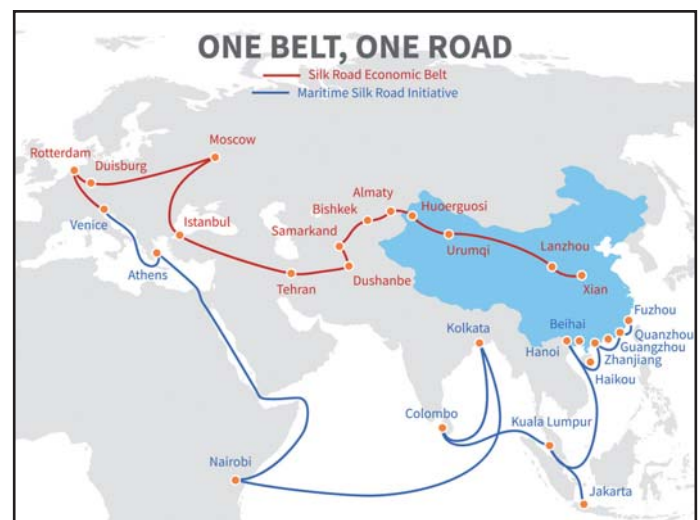 ONE BELT, ONE ROAD
Silk Road Economic Belt
Maritime Silk Road Initiative
Moscow
Rotterdam
Duisburg
Almaty
Huoerguosi
Bishkek
Venice
Istanbul
Samarkand
Urumqi
Lanzhou
Athens
Tehran
Dushanbe
Xian
Fuzhou
Kolkata
Beihai
Quanzhou
Hanoi
Guangzhou
Zhanjiang
Haikou
Colombo
Kuala Lumpur
Nairobi
Jakarta